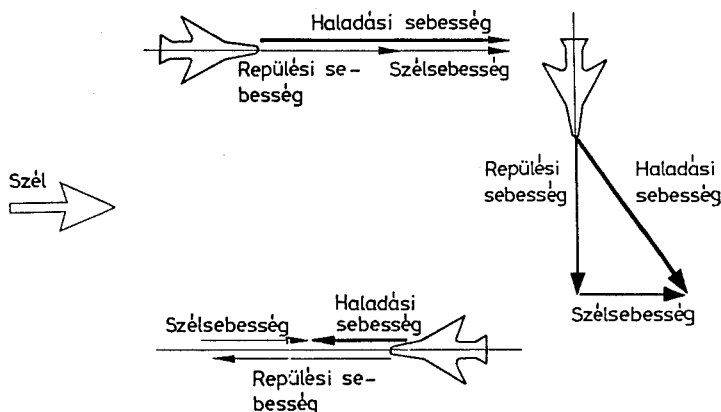 Haladási sebesség
Repülési se-
besség
Szélsebesség
Szél
Repülési
sebesség
Haladási
sebesség
Szélsebesség
Szélsebesség
Haladási
sebesség
Repülési se-
besség